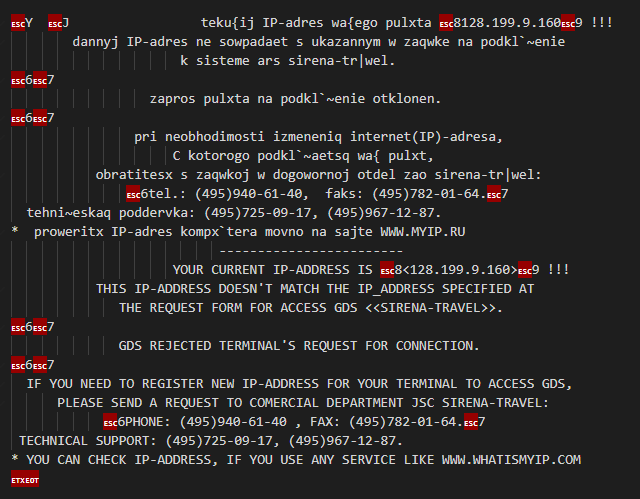 ESCY ESCJ teku{ij IP-adres wa{ego pulxta ESC8128.199.9.160ESC9 !!!
dannyj IP-adres ne sowpadaet s ukazannym w zaqwke na podkl`~enie
k sisteme ars sirena-tr|wel.
ESC6ESC7
zapros pulxta na podkl`~enie otklonen.
ESC6ESC7
pri neobhodimosti izmeneniq internet(IP)-adresa,
C kotorogo podkl`~aetsq wa{ pulxt,
obratitesx s zaqwkoj w dogowornoj otdel zao sirena-tr|wel:
ESC6tel.: (495)940-61-40, faks: (495)782-01-64.ESC7
tehni~eskaq poddervka: (495)725-09-17, (495)967-12-87.
* proweritx IP-adres kompx`tera movno na sajte WWW.MYIP.RU
------------------------
YOUR CURRENT IP-ADDRESS IS ESC8<128.199.9.160>ESC9 !!!
THIS IP-ADDRESS DOESN'T MATCH THE IP_ADDRESS SPECIFIED AT
THE REQUEST FORM FOR ACCESS GDS <<SIRENA-TRAVEL>>.
ESC6ESC7
GDS REJECTED TERMINAL'S REQUEST FOR CONNECTION.
ESC6ESC7
IF YOU NEED TO REGISTER NEW IP-ADDRESS FOR YOUR TERMINAL TO ACCESS GDS,
PLEASE SEND A REQUEST TO COMERCIAL DEPARTMENT JSC SIRENA-TRAVEL:
ESC6PHONE: (495)940-61-40 , FAX: (495)782-01-64.ESC7
TECHNICAL SUPPORT: (495)725-09-17, (495)967-12-87.
* YOU CAN CHECK IP-ADDRESS, IF YOU USE ANY SERVICE LIKE WWW.WHATISMYIP.COM
ETXEOT